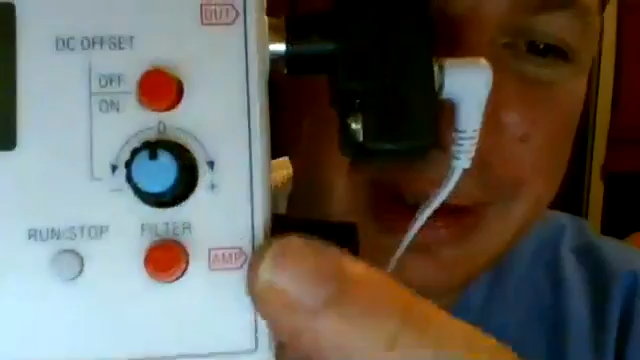 OUT
DC OFFSET
OFF
ON
0
- +
RUN/STOP FILTER
AMP